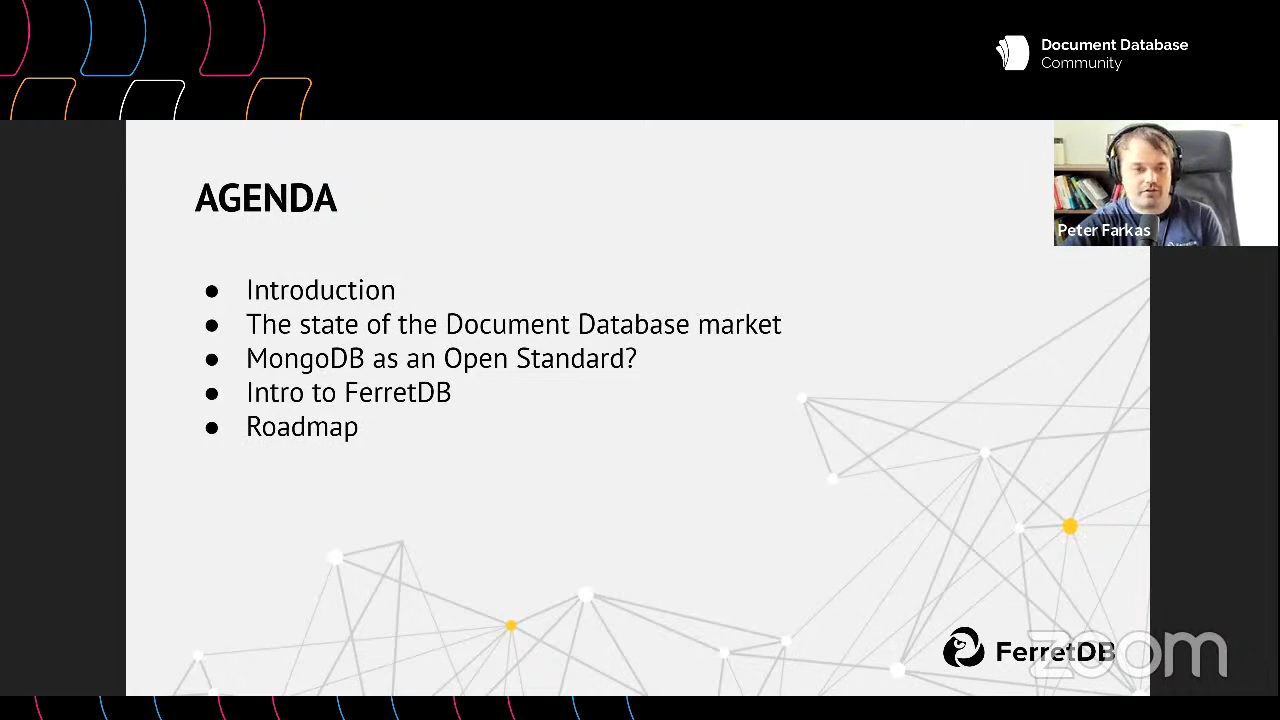 Document Database
Community
AGENDA
Peter Farkas
● Introduction
● The state of the Document Database market
● MongoDB as an Open Standard?
● Intro to FerretDB
● Roadmap
FerretDB
zoom